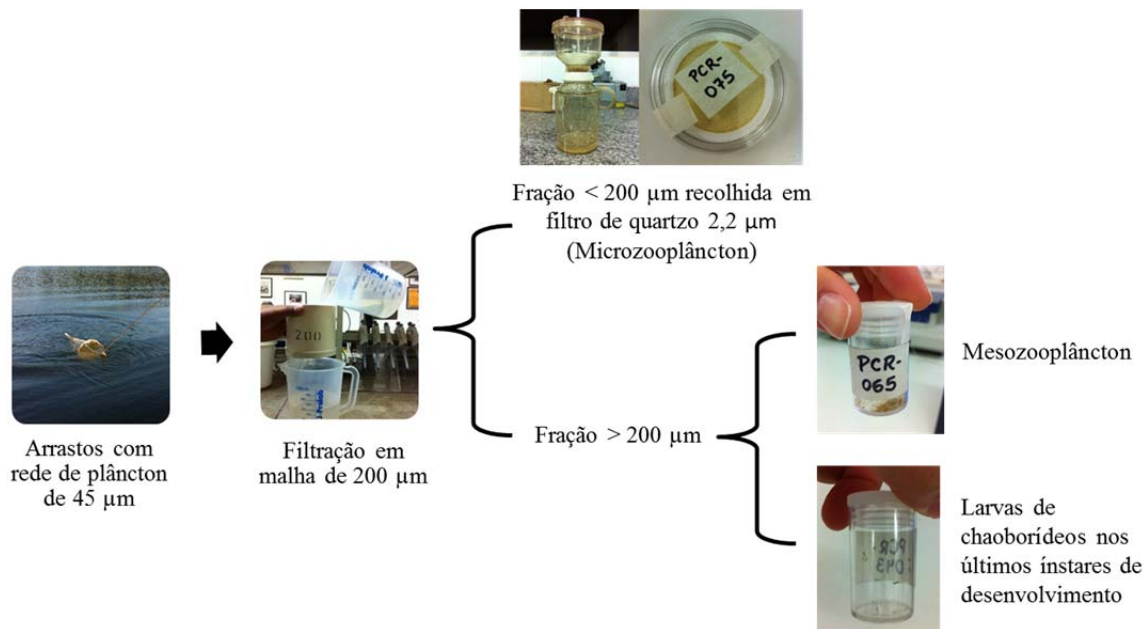 PCR-
075
Fração < 200 µm recolhida em
filtro de quartzo 2,2 µm
(Microzooplâncton)
Arrastos com
rede de plâncton
de 45 µm
200
Filtração em
malha de 200 µm
Fração > 200 µm
PCR-
065
Mesozooplâncton
PCR
043
Larvas de
chaoborídeos nos
últimos ínstares de
desenvolvimento